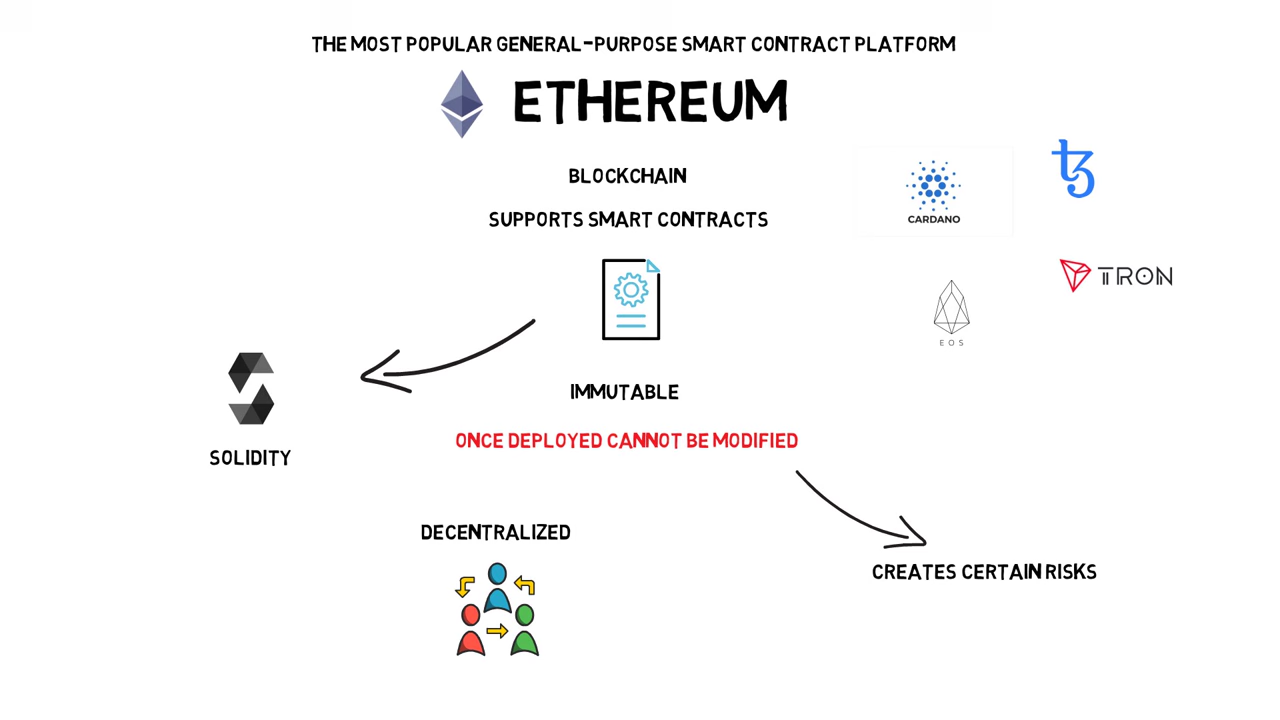 THE MOST POPULAR GENERAL-PURPOSE SMART CONTRACT PLATFORM
ETHEREUM
BLOCKCHAIN
SUPPORTS SMART CONTRACTS
CARDANO
TRON
EOS
IMMUTABLE
ONCE DEPLOYED CANNOT BE MODIFIED
SOLIDITY
DECENTRALIZED
CREATES CERTAIN RISKS